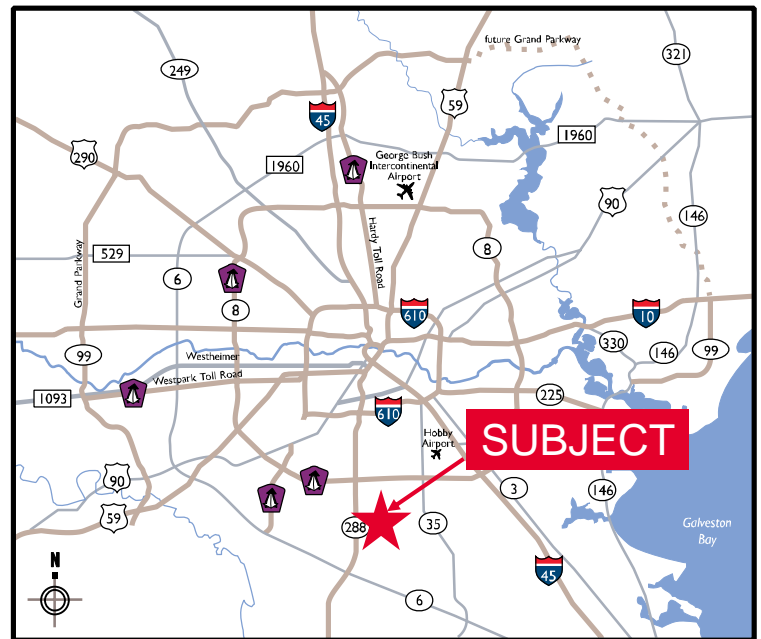 future Grand Parkway
321
249
59
45
1960
290
George Bush
Intercontinental
Airport
1960
90
146
Hardy Toll Road
8
529
Grand Parkway
6
8
610
10
330
146
99
99
Westheimer
Westpark Toll Road
1093
225
610
Hobby
Airport
SUBJECT
90
59
3
146
288
35
Galveston
Bay
N
45
6